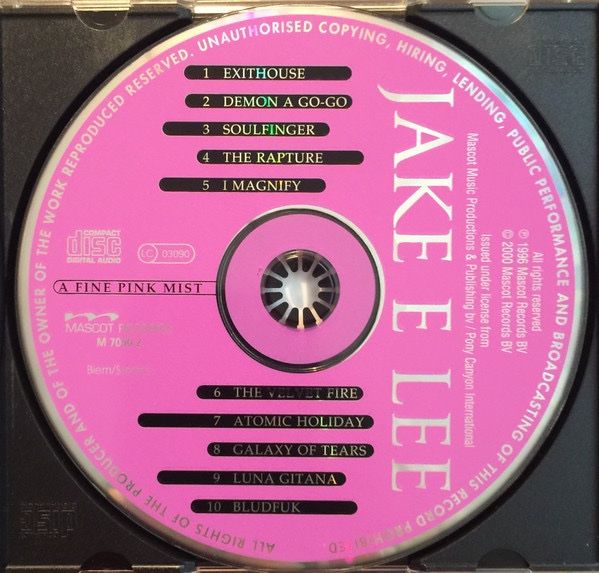 UNAUTHORISED COPYING, HIRING, LENDING, PUBLIC PERFORMANCE AND BROADCASTING OF THIS RECORD PROHIBITED.
ALL RIGHTS OF THE PRODUCER AND OF THE OWNER OF THE WORK REPRODUCED RESERVED.
1 EXITHOUSE
2 DEMON A GO-GO
3 SOULFINGER
4 THE RAPTURE
5 I MAGNIFY
COMPACT
disc
DIGITAL AUDIO
LC 03090
A FINE PINK MIST
MASCOT RECORDS
Biem/Stemra
6 THE VELVET FIRE
7 ATOMIC HOLIDAY
8 GALAXY OF TEARS
9 LUNA GITANA
10 BLUDFUK
JAKE E LEE
All rights reserved
℗ 1996 Mascot Records BV
© 2000 Mascot Records BV
Issued under license from
Mascot Music Productions & Publishing bv / Pony Canyon International